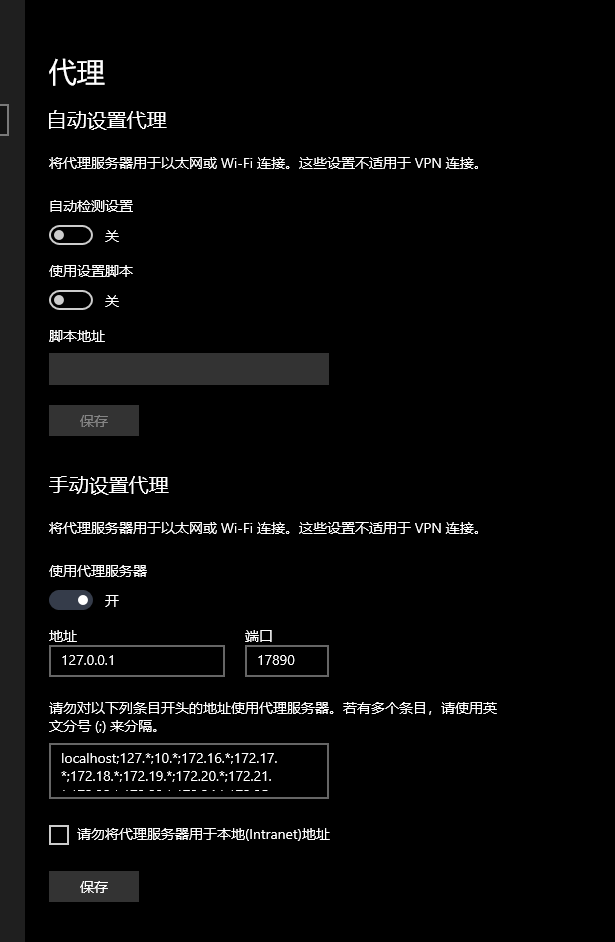 代理
自动设置代理
将代理服务器用于以太网或 Wi-Fi 连接。这些设置不适用于 VPN 连接。
自动检测设置
关
使用设置脚本
关
脚本地址
保存
手动设置代理
将代理服务器用于以太网或 Wi-Fi 连接。这些设置不适用于 VPN 连接。
使用代理服务器
开
地址 端口
127.0.0.1 17890
请勿对以下列条目开头的地址使用代理服务器。若有多个条目，请使用英
文分号 (;) 来分隔。
localhost;127.*;10.*;172.16.*;172.17.
*;172.18.*;172.19.*;172.20.*;172.21.
请勿将代理服务器用于本地(Intranet)地址
保存